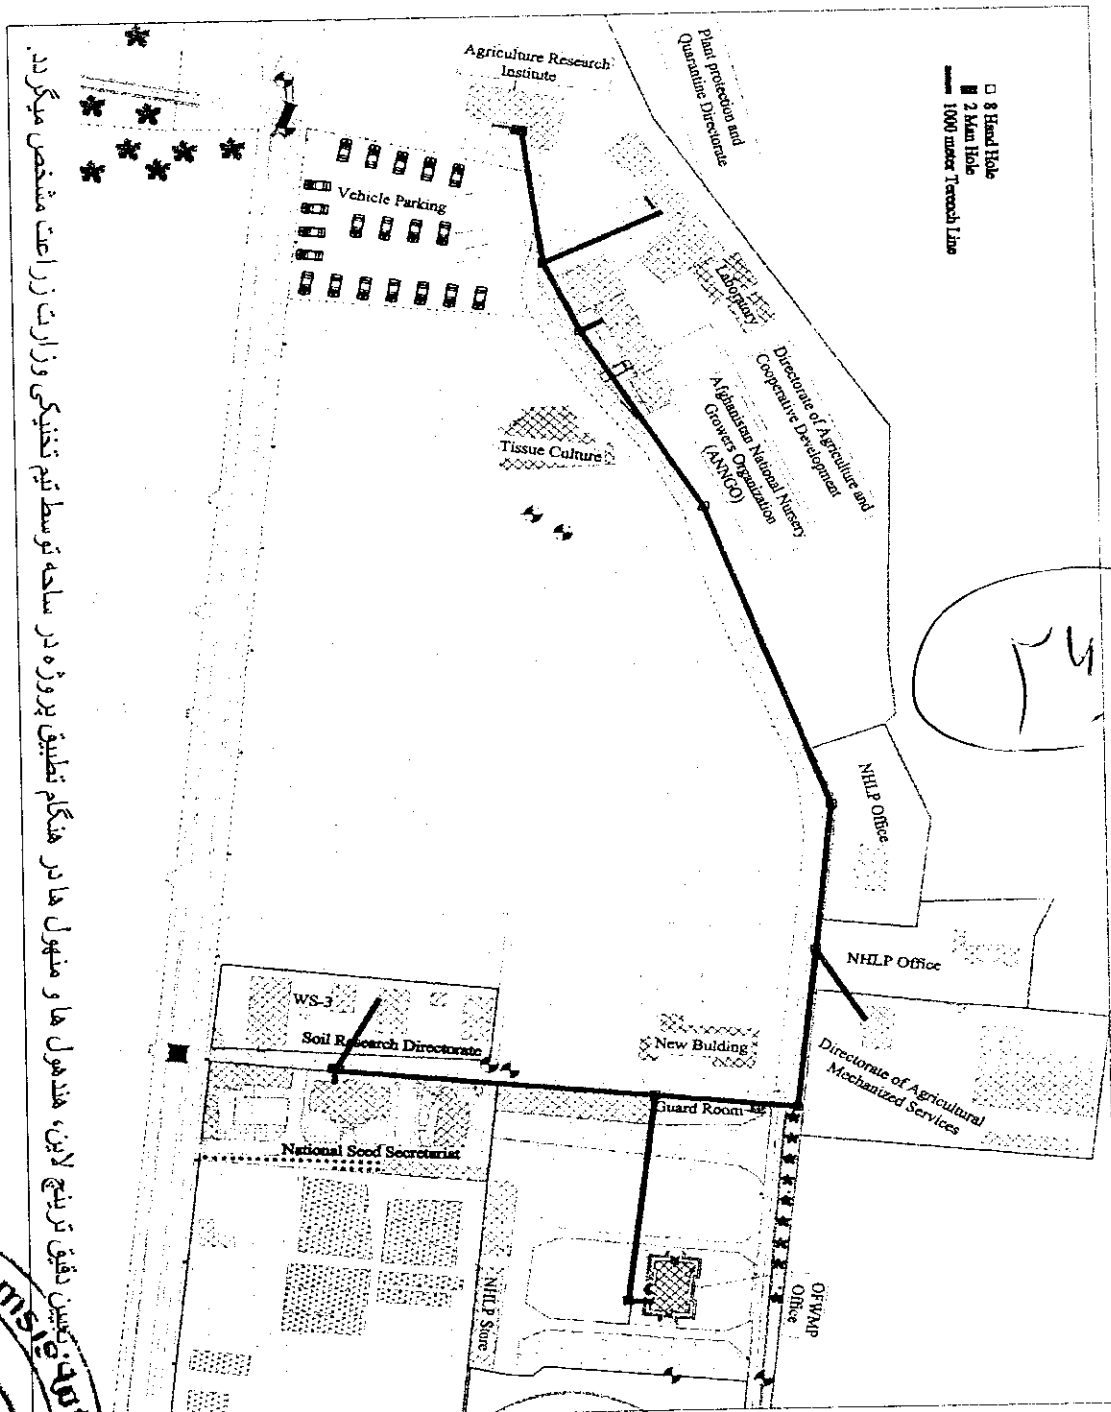 □ 8 Hand Hole
2 Man Hole
1000 meter Terench Line
Plant protection and
Quarantine Directorate
Agriculture Research
Institute
Vehicle Parking
Laboratory
Directorate of Agriculture and
Cooperative Development
Afghanistan National Nursery
Growers Organization
(ANNGO)
Tissue Culture
NHLP Office
NHLP Office
Directorate of Agricultural
Mechanized Services
New Bulding
Guard Room
WS-3
Soil Research Directorate
National Seed Secretariat
NHLP Store
OFWMP
Office
تعیین دقیق ترینچ لاین، هندهول ها و منهول ها در هنگام تطبیق پروژه در ساحه توسط تیم تخنیکی وزارت زراعت مشخص میگردد.